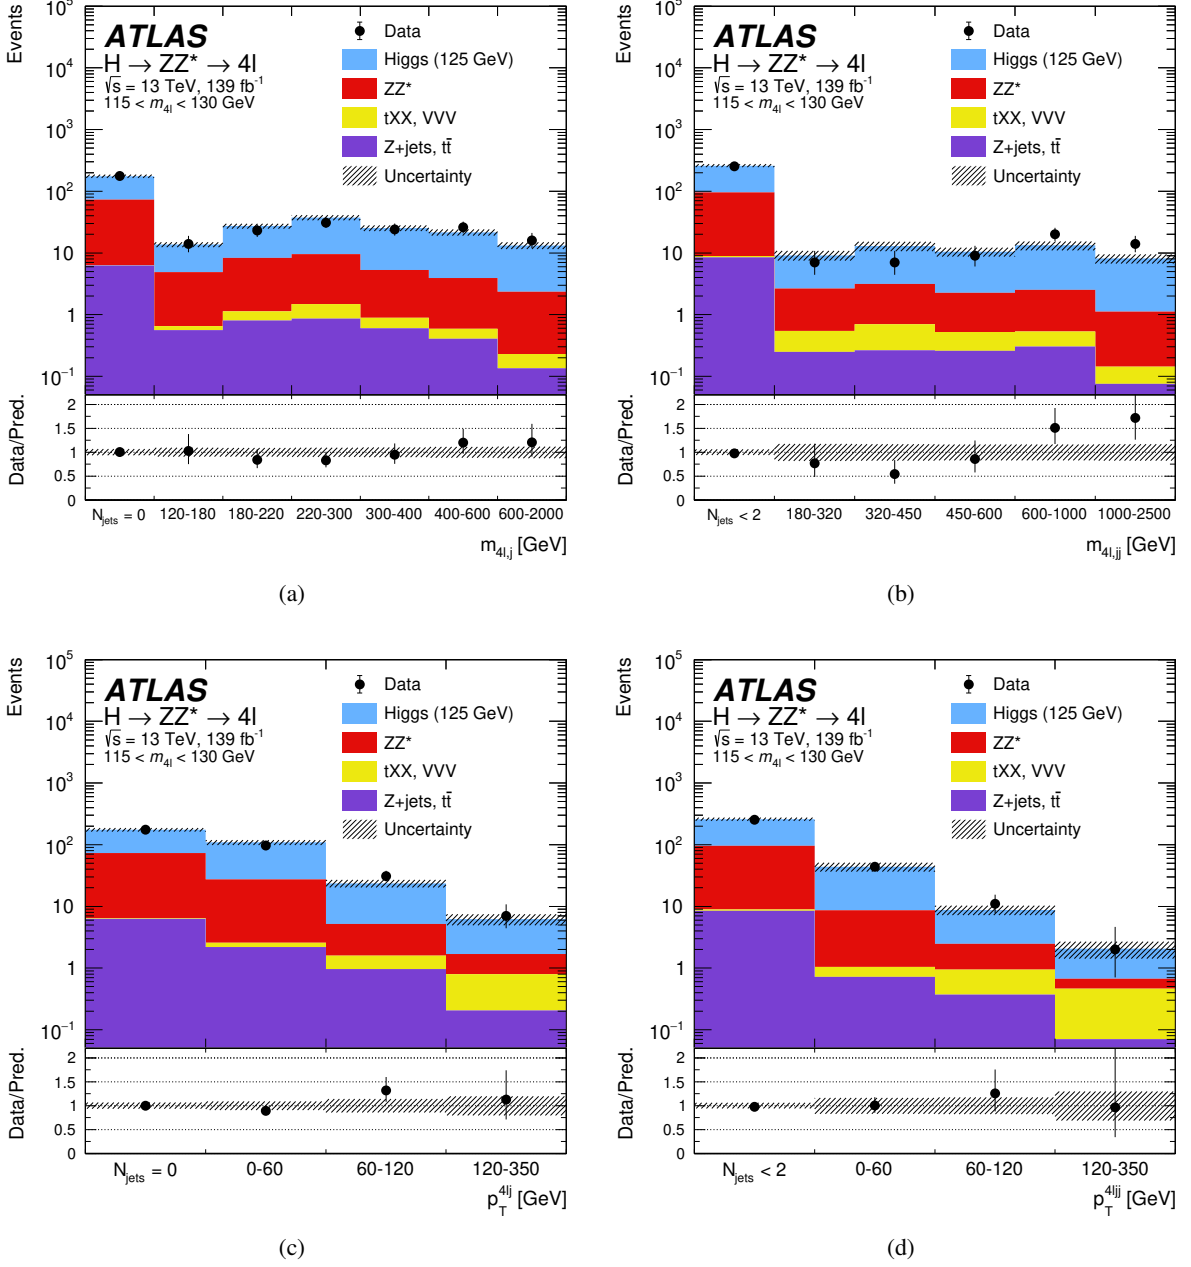 Events
10⁵
10⁴
10³
10²
10
1
10⁻¹
ATLAS
H → ZZ* → 4l
√s = 13 TeV, 139 fb⁻¹
115 < m₄ₗ < 130 GeV
Data
Higgs (125 GeV)
ZZ*
tXX, VVV
Z+jets, tt̄
Uncertainty
Data/Pred.
2
1.5
1
0.5
0
N_jets = 0 120-180 180-220 220-300 300-400 400-600 600-2000
m_4l,j [GeV]
(a)
Events
10⁵
10⁴
10³
10²
10
1
10⁻¹
ATLAS
H → ZZ* → 4l
√s = 13 TeV, 139 fb⁻¹
115 < m₄ₗ < 130 GeV
Data
Higgs (125 GeV)
ZZ*
tXX, VVV
Z+jets, tt̄
Uncertainty
Data/Pred.
2
1.5
1
0.5
0
N_jets < 2 180-320 320-450 450-600 600-1000 1000-2500
m_4l,jj [GeV]
(b)
Events
10⁵
10⁴
10³
10²
10
1
10⁻¹
ATLAS
H → ZZ* → 4l
√s = 13 TeV, 139 fb⁻¹
115 < m₄ₗ < 130 GeV
Data
Higgs (125 GeV)
ZZ*
tXX, VVV
Z+jets, tt̄
Uncertainty
Data/Pred.
2
1.5
1
0.5
0
N_jets = 0 0-60 60-120 120-350
p_T^4lj [GeV]
(c)
Events
10⁵
10⁴
10³
10²
10
1
10⁻¹
ATLAS
H → ZZ* → 4l
√s = 13 TeV, 139 fb⁻¹
115 < m₄ₗ < 130 GeV
Data
Higgs (125 GeV)
ZZ*
tXX, VVV
Z+jets, tt̄
Uncertainty
Data/Pred.
2
1.5
1
0.5
0
N_jets < 2 0-60 60-120 120-350
p_T^4ljj [GeV]
(d)